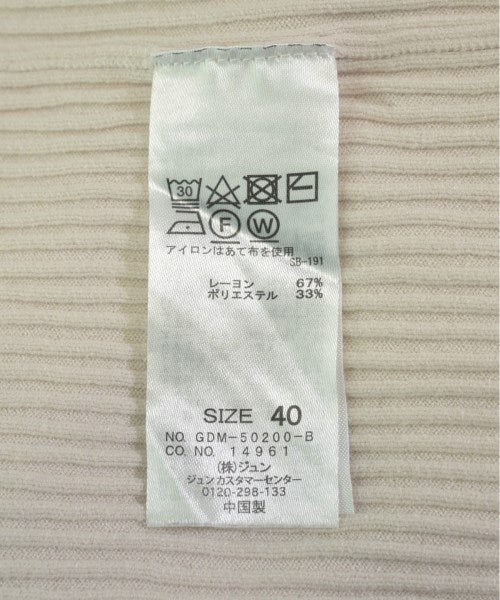 30
F W
アイロンはあて布を使用
SB-191
レーヨン 67%
ポリエステル 33%
SIZE 40
NO. GDM-50200-B
CO. NO. 14961
(株)ジュン
ジュンカスタマーセンター
0120-298-133
中国製